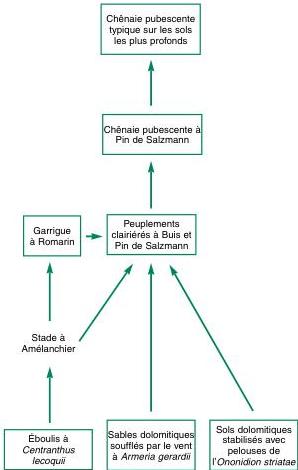 Chênaie pubescente
typique sur les sols
les plus profonds
Chênaie pubescente à
Pin de Salzmann
Garrigue
à Romarin
Peuplements
clairiérés à Buis et
Pin de Salzmann
Stade à
Amélanchier
Éboulis à
Centranthus
lecoquii
Sables dolomitiques
soufflés par le vent
à Armeria gerardii
Sols dolomitiques
stabilisés avec
pelouses de
l'Ononidion striatae